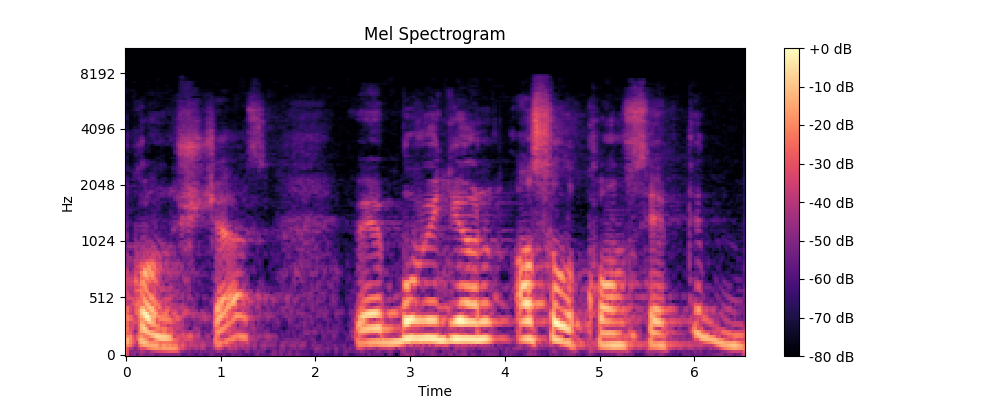 Mel Spectrogram
Hz
8192
4096
2048
1024
512
0
0 1 2 3 4 5 6
Time
+0 dB
-10 dB
-20 dB
-30 dB
-40 dB
-50 dB
-60 dB
-70 dB
-80 dB